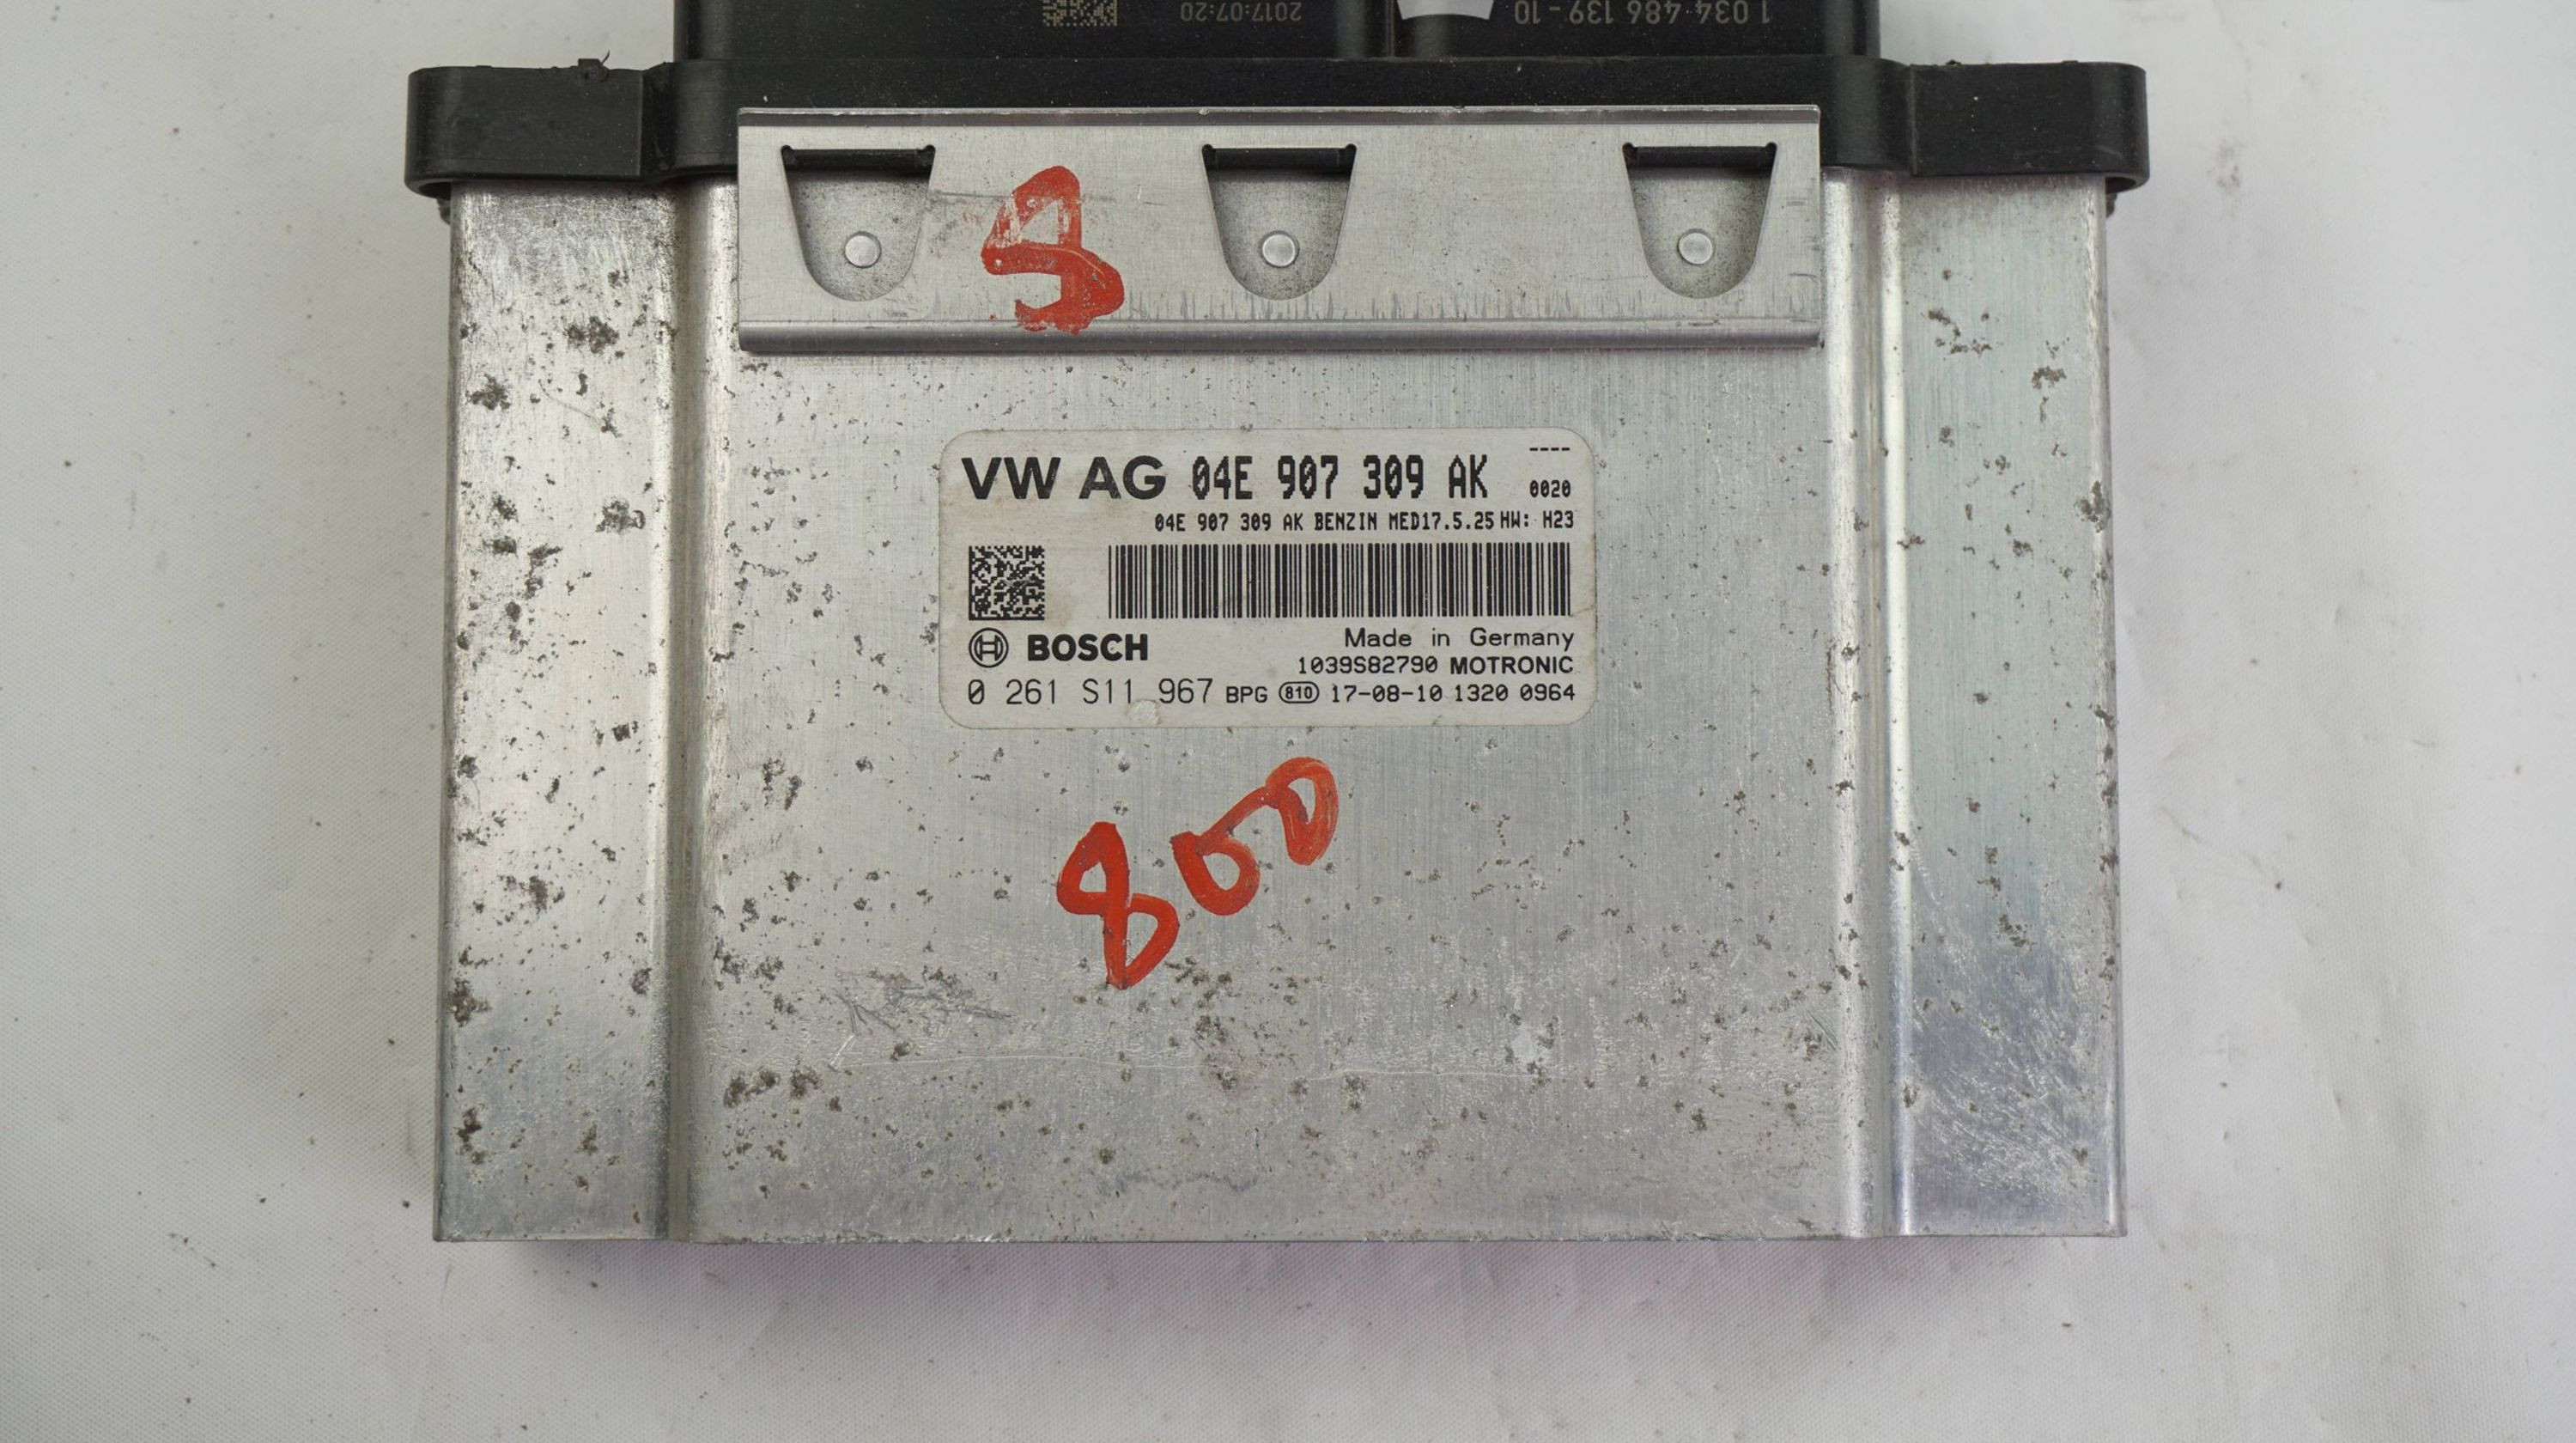 2017:07:20
1 034 486 139-10
8
VW AG 04E 907 309 AK ----
0020
04E 907 309 AK BENZIN MED17.5.25 HW: H23
BOSCH
Made in Germany
1039S82790 MOTRONIC
0 261 S11 967 BPG 810 17-08-10 1320 0964
800